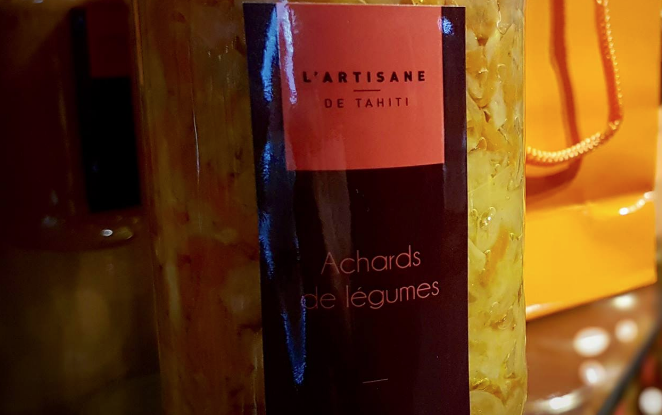 L'ARTISANE
DE TAHITI
Achards
de légumes